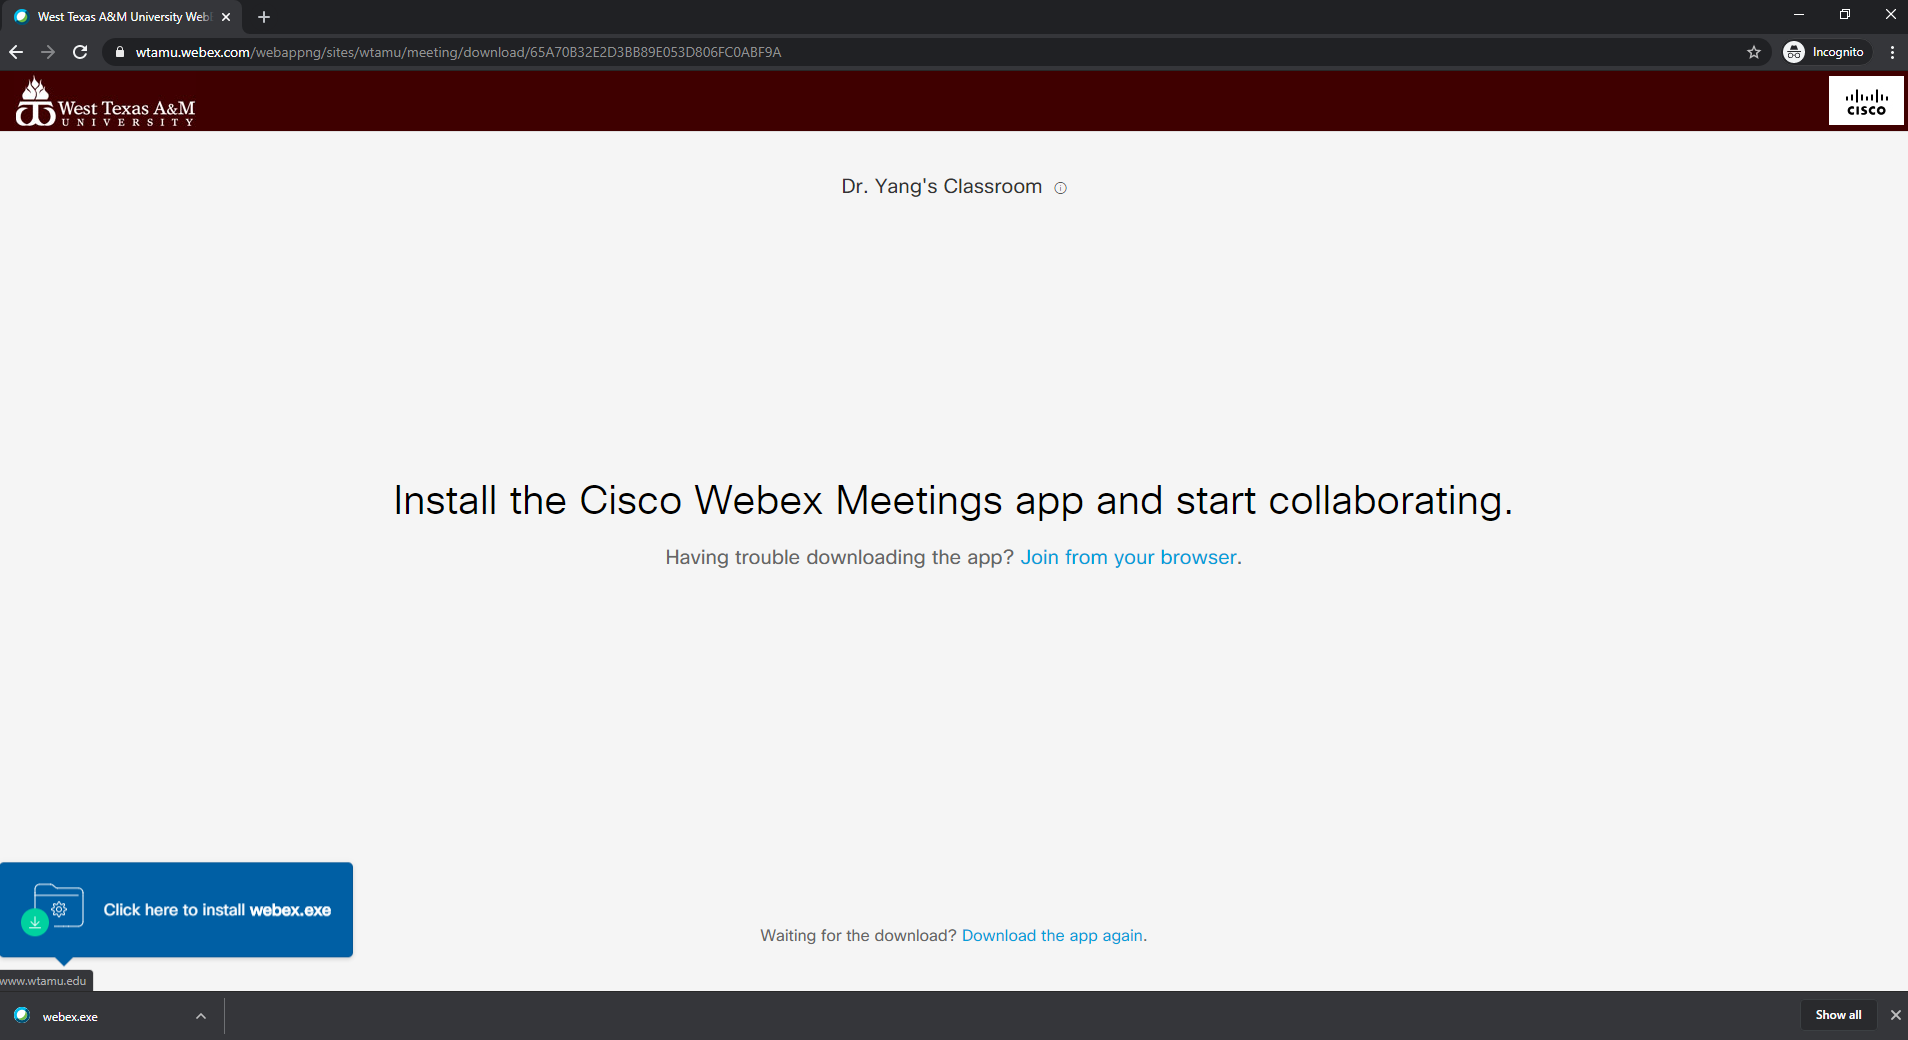 West Texas A&M University Web
wtamu.webex.com/webappng/sites/wtamu/meeting/download/65A70B32E2D3BB89E053D806FC0ABF9A
Incognito
West Texas A&M
UNIVERSITY
CISCO
Dr. Yang's Classroom
Install the Cisco Webex Meetings app and start collaborating.
Having trouble downloading the app? Join from your browser.
Click here to install webex.exe
Waiting for the download? Download the app again.
www.wtamu.edu
webex.exe
Show all